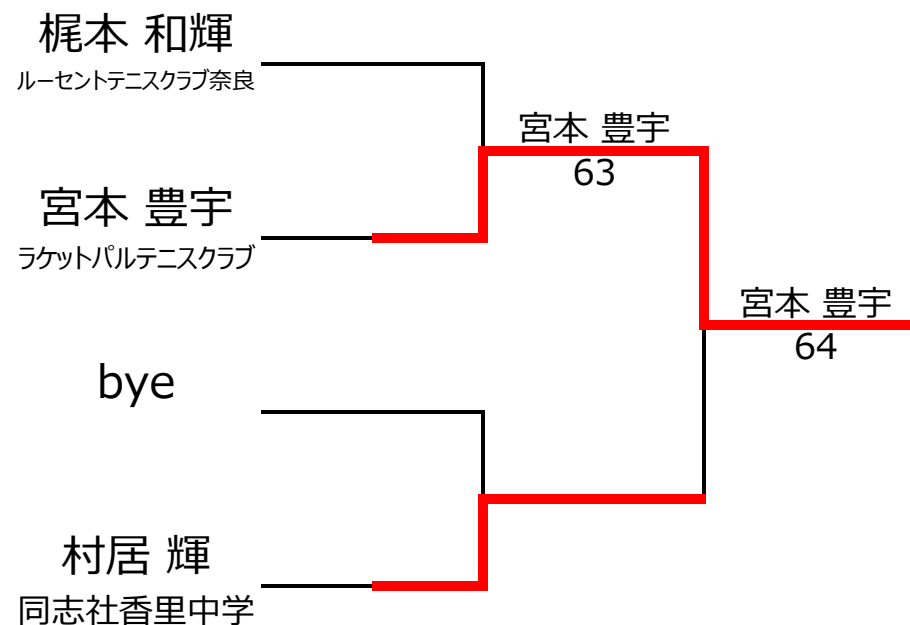 梶本 和輝
ルーセントテニスクラブ奈良
宮本 豊宇
63
宮本 豊宇
ラケットパルテニスクラブ
宮本 豊宇
64
bye
村居 輝
同志社香里中学